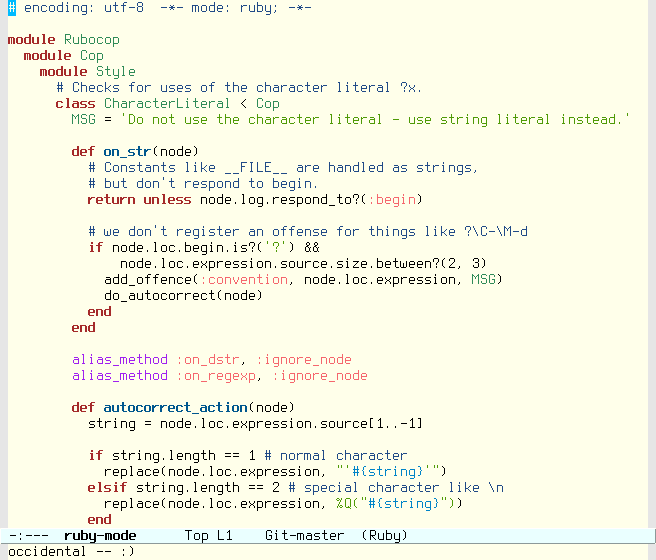 # encoding: utf-8  -*- mode: ruby; -*-

module Rubocop
  module Cop
    module Style
      # Checks for uses of the character literal ?x.
      class CharacterLiteral < Cop
        MSG = 'Do not use the character literal - use string literal instead.'

        def on_str(node)
          # Constants like __FILE__ are handled as strings,
          # but don't respond to begin.
          return unless node.log.respond_to?(:begin)

          # we don't register an offense for things like ?\C-\M-d
          if node.loc.begin.is?('?') &&
              node.loc.expression.source.size.between?(2, 3)
            add_offence(:convention, node.loc.expression, MSG)
            do_autocorrect(node)
          end
        end

        alias_method :on_dstr, :ignore_node
        alias_method :on_regexp, :ignore_node

        def autocorrect_action(node)
          string = node.loc.expression.source[1..-1]

          if string.length == 1 # normal character
            replace(node.loc.expression, "'#{string}'")
          elsif string.length == 2 # special character like \n
            replace(node.loc.expression, %Q("#{string}"))
          end
-:---  ruby-mode      Top L1    Git-master  (Ruby)
occidental -- :)